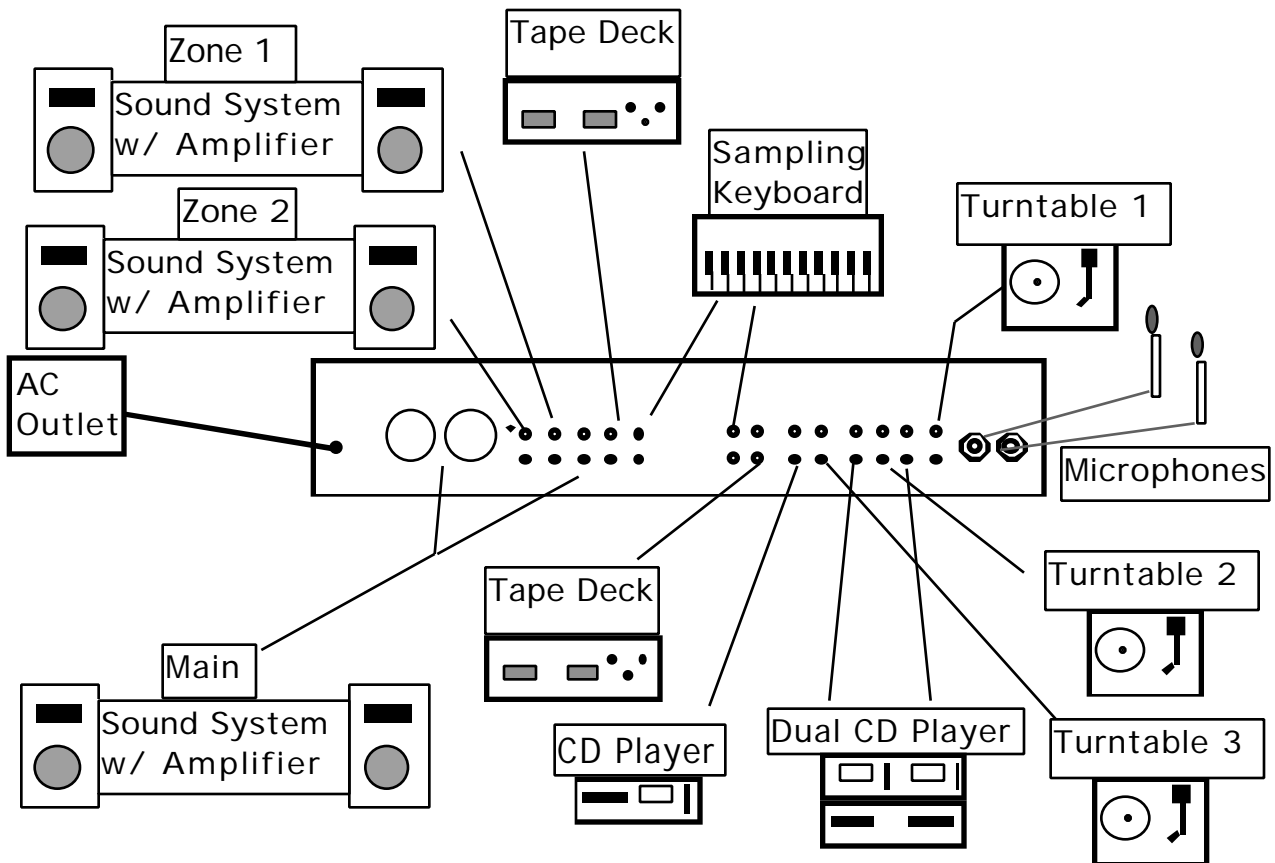 Zone 1
Sound System
w/ Amplifier
Tape Deck
Sampling
Keyboard
Zone 2
Sound System
w/ Amplifier
Turntable 1
AC
Outlet
Microphones
Tape Deck
Turntable 2
Main
Sound System
w/ Amplifier
CD Player
Dual CD Player
Turntable 3